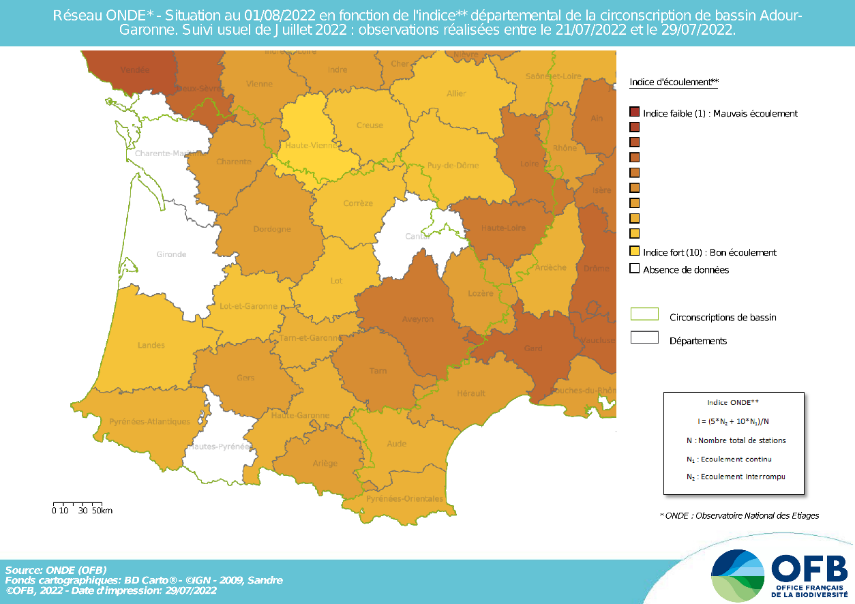 Réseau ONDE* - Situation au 01/08/2022 en fonction de l'indice** départemental de la circonscription de bassin Adour-
Garonne. Suivi usuel de Juillet 2022 : observations réalisées entre le 21/07/2022 et le 29/07/2022.
Vendée
Vienne
Indre
Allier
Saône-et-Loire
Ain
Creuse
Haute-Vienne
Charente-Mar
Charente
Puy-de-Dôme
Loire
Rhône
Isère
Corrèze
Dordogne
Cantal
Haute-Loire
Gironde
Ardèche
Drôme
Lot
Lozère
Lot-et-Garonne
Aveyron
Landes
Tarn-et-Garonne
Gard
Tarn
Gers
Hérault
Bouches-du-Rhôn
Pyrénées-Atlantiques
Haute-Garonne
Hautes-Pyrénées
Aude
Ariège
Pyrénées-Orientales
0 10 30 50km
Indice d'écoulement**
Indice faible (1) : Mauvais écoulement
Indice fort (10) : Bon écoulement
Absence de données
Circonscriptions de bassin
Départements
Indice ONDE**
I = (5*N₂ + 10*N₁)/N
N : Nombre total de stations
N₁ : Ecoulement continu
N₂ : Ecoulement interrompu
* ONDE : Observatoire National des Etiages
Source: ONDE (OFB)
Fonds cartographiques: BD Carto® - ©IGN - 2009, Sandre
©OFB, 2022 - Date d'impression: 29/07/2022
OFB
OFFICE FRANÇAIS
DE LA BIODIVERSITÉ